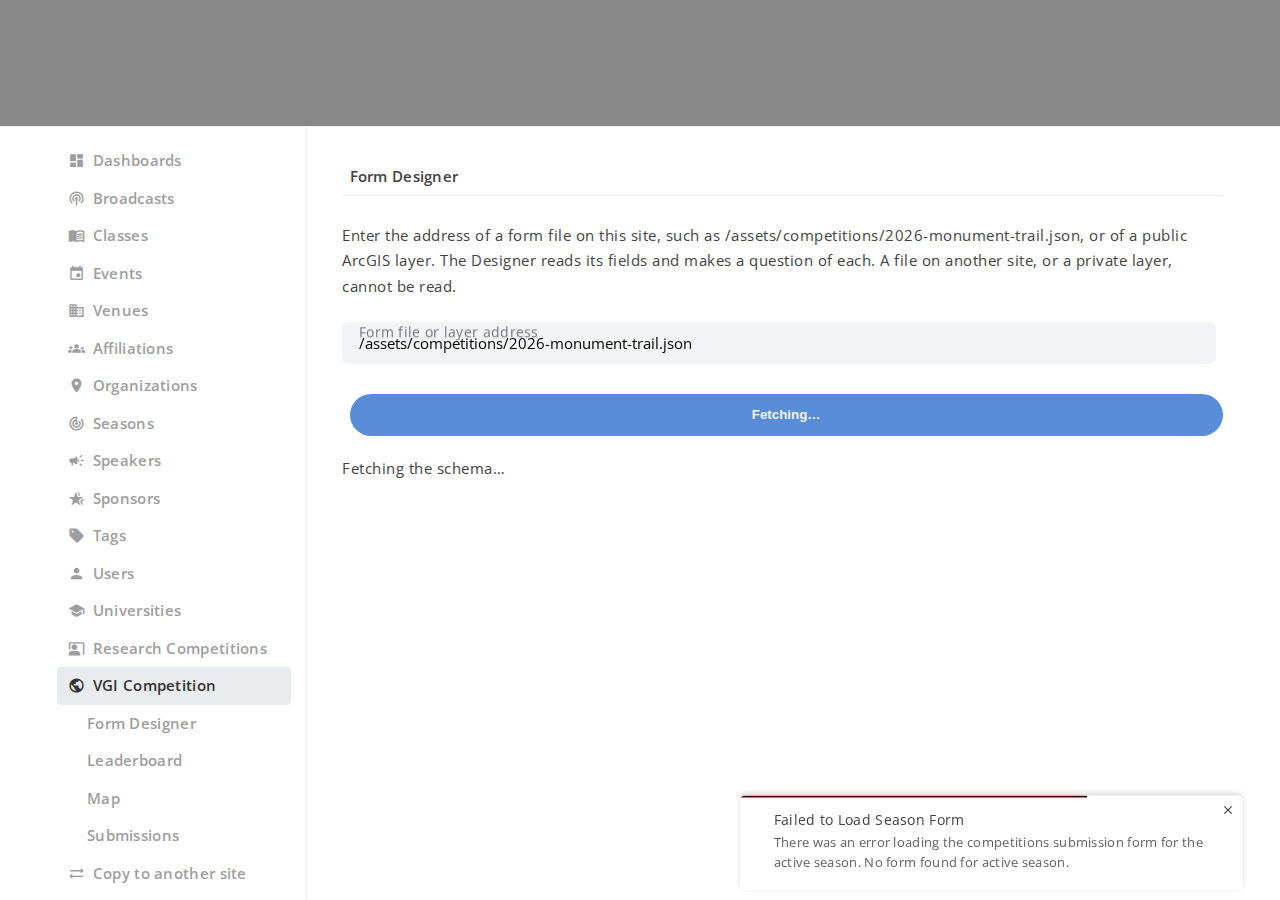 Dashboards
Broadcasts
Classes
Events
Venues
Affiliations
Organizations
Seasons
Speakers
Sponsors
Tags
Users
Universities
Research Competitions
VGI Competition
Form Designer
Leaderboard
Map
Submissions
Copy to another site
Form Designer
Enter the address of a form file on this site, such as /assets/competitions/2026-monument-trail.json, or of a public
ArcGIS layer. The Designer reads its fields and makes a question of each. A file on another site, or a private layer,
cannot be read.
Form file or layer address
/assets/competitions/2026-monument-trail.json
Fetching...
Fetching the schema...
Failed to Load Season Form
There was an error loading the competitions submission form for the
active season. No form found for active season.